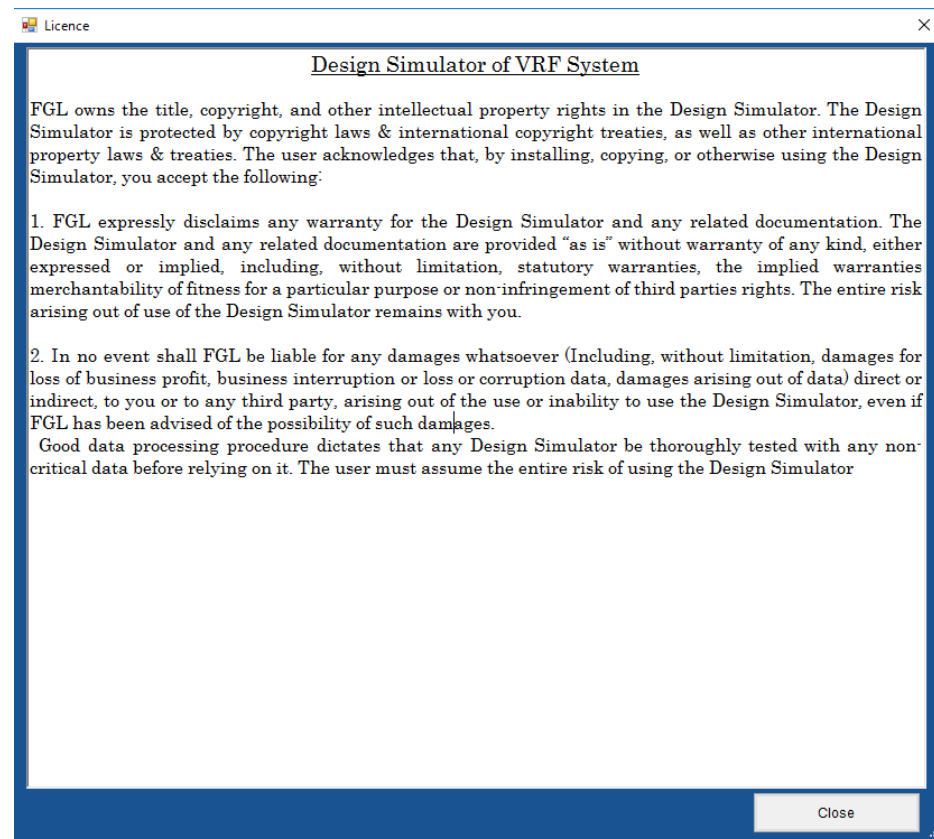 Licence
Design Simulator of VRF System
FGL owns the title, copyright, and other intellectual property rights in the Design Simulator. The Design
Simulator is protected by copyright laws & international copyright treaties, as well as other international
property laws & treaties. The user acknowledges that, by installing, copying, or otherwise using the Design
Simulator, you accept the following:
1. FGL expressly disclaims any warranty for the Design Simulator and any related documentation. The
Design Simulator and any related documentation are provided “as is” without warranty of any kind, either
expressed or implied, including, without limitation, statutory warranties, the implied warranties
merchantability of fitness for a particular purpose or non-infringement of third parties rights. The entire risk
arising out of use of the Design Simulator remains with you.
2. In no event shall FGL be liable for any damages whatsoever (Including, without limitation, damages for
loss of business profit, business interruption or loss or corruption data, damages arising out of data) direct or
indirect, to you or to any third party, arising out of the use or inability to use the Design Simulator, even if
FGL has been advised of the possibility of such damages.
Good data processing procedure dictates that any Design Simulator be thoroughly tested with any non-
critical data before relying on it. The user must assume the entire risk of using the Design Simulator
Close